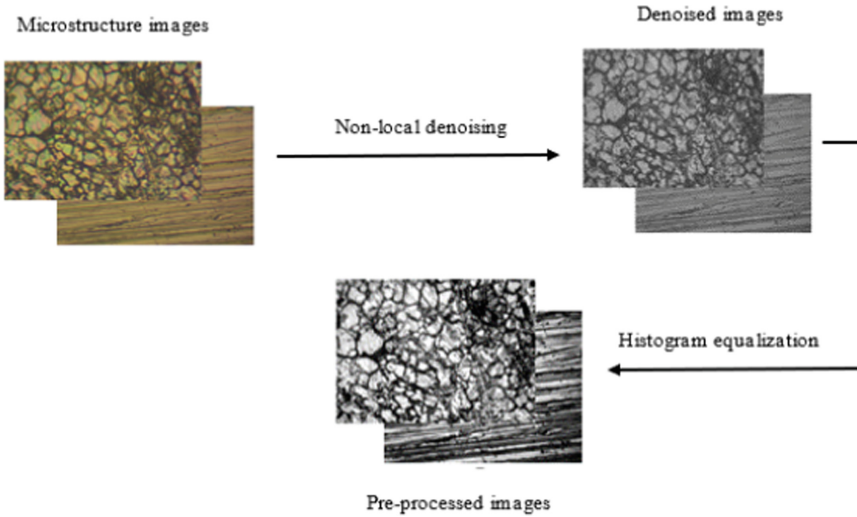 Microstructure images
Denoised images
Non-local denoising
Histogram equalization
Pre-processed images